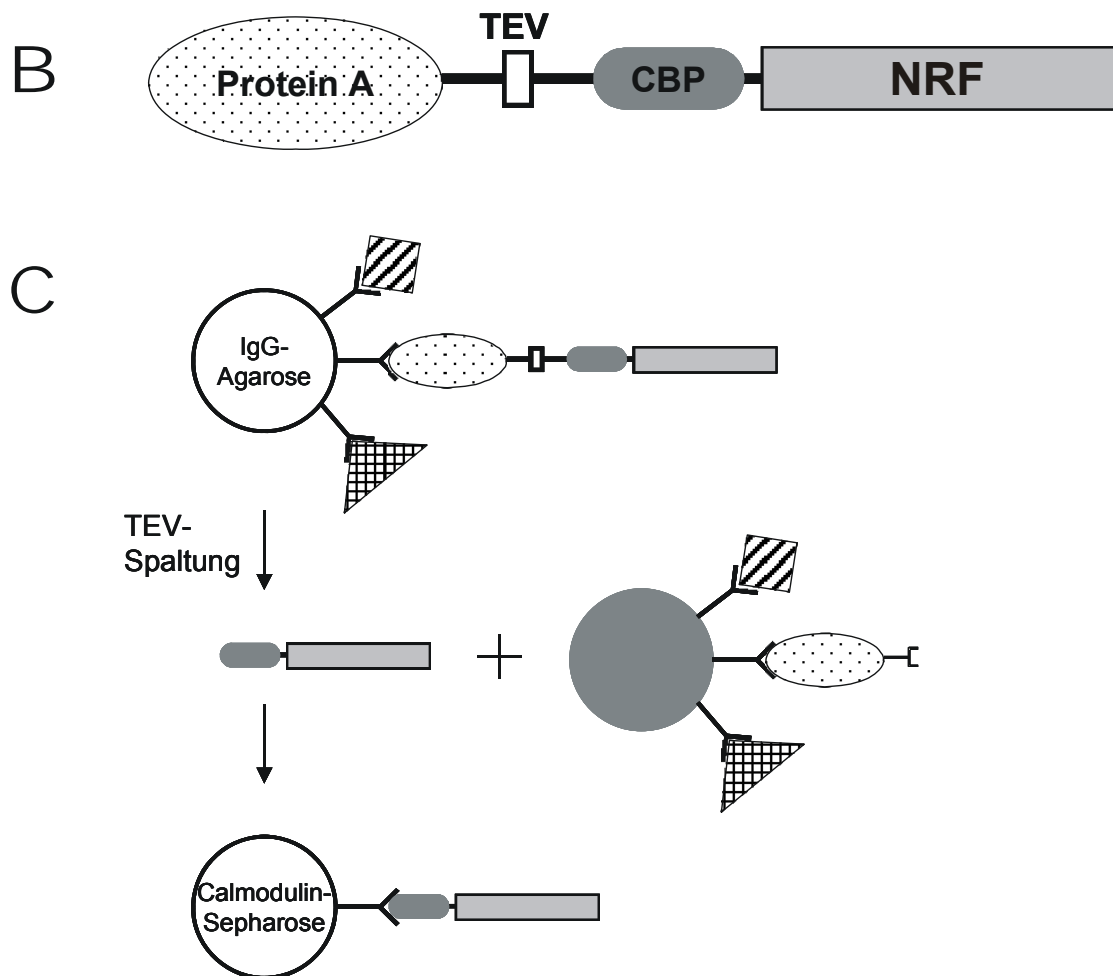 B
TEV
Protein A
CBP
NRF
C
IgG-
Agarose
TEV-
Spaltung
+
Calmodulin-
Sepharose